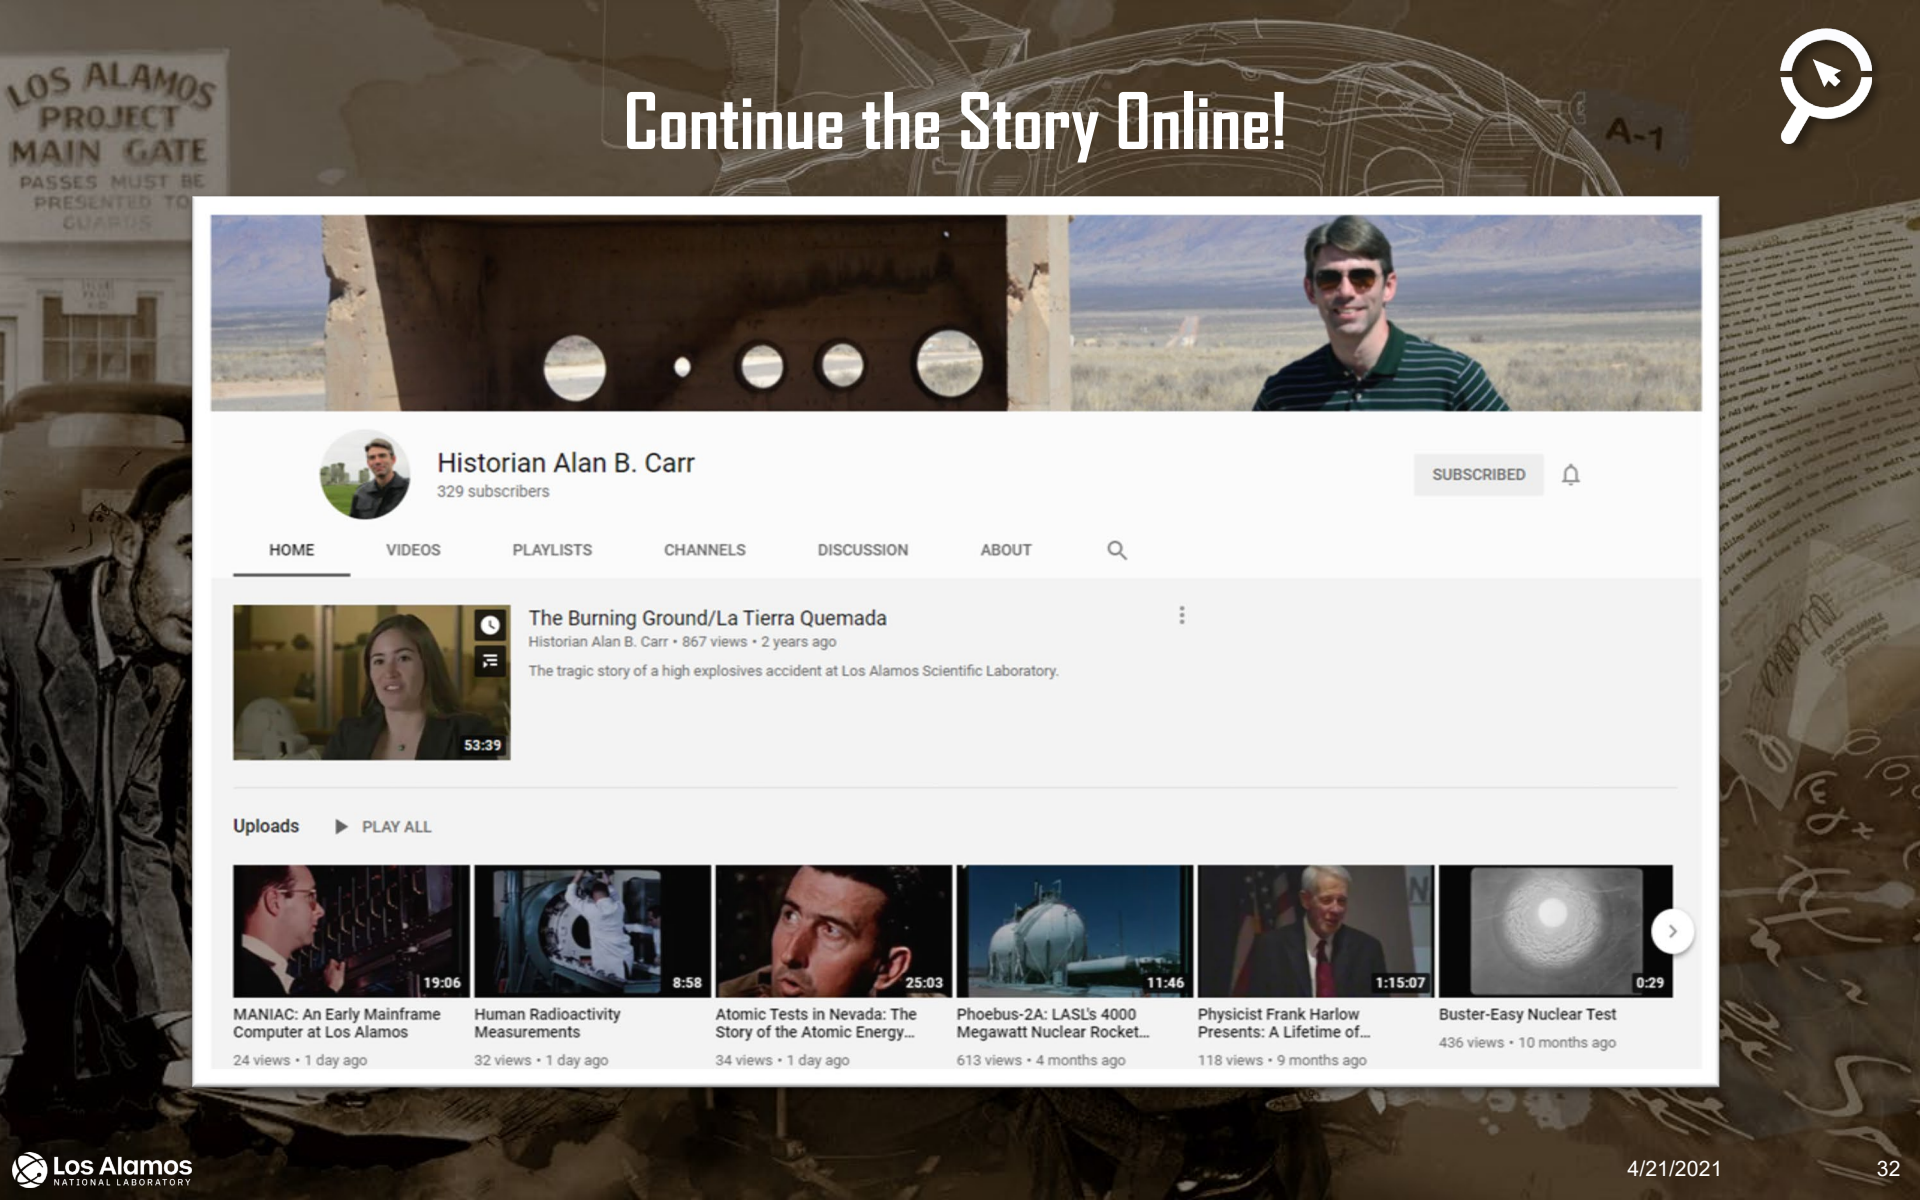 LOS ALAMOS
PROJECT
MAIN GATE
PASSES MUST BE
PRESENTED TO
GUARDS
Continue the Story Online!
A-1
Historian Alan B. Carr
329 subscribers
SUBSCRIBED
HOME VIDEOS PLAYLISTS CHANNELS DISCUSSION ABOUT
The Burning Ground/La Tierra Quemada
Historian Alan B. Carr • 867 views • 2 years ago
The tragic story of a high explosives accident at Los Alamos Scientific Laboratory.
53:39
Uploads PLAY ALL
19:06
MANIAC: An Early Mainframe
Computer at Los Alamos
24 views • 1 day ago
8:58
Human Radioactivity
Measurements
32 views • 1 day ago
25:03
Atomic Tests in Nevada: The
Story of the Atomic Energy...
34 views • 1 day ago
11:46
Phoebus-2A: LASL's 4000
Megawatt Nuclear Rocket...
613 views • 4 months ago
1:15:07
Physicist Frank Harlow
Presents: A Lifetime of...
118 views • 9 months ago
0:29
Buster-Easy Nuclear Test
436 views • 10 months ago
Los Alamos
NATIONAL LABORATORY
4/21/2021
32